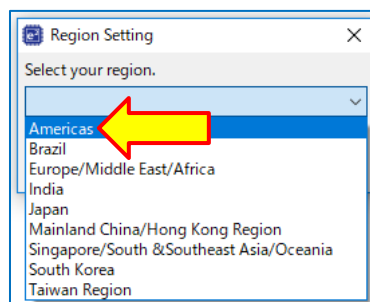 e²
Region Setting
Select your region.
Americas
Brazil
Europe/Middle East/Africa
India
Japan
Mainland China/Hong Kong Region
Singapore/South &Southeast Asia/Oceania
South Korea
Taiwan Region